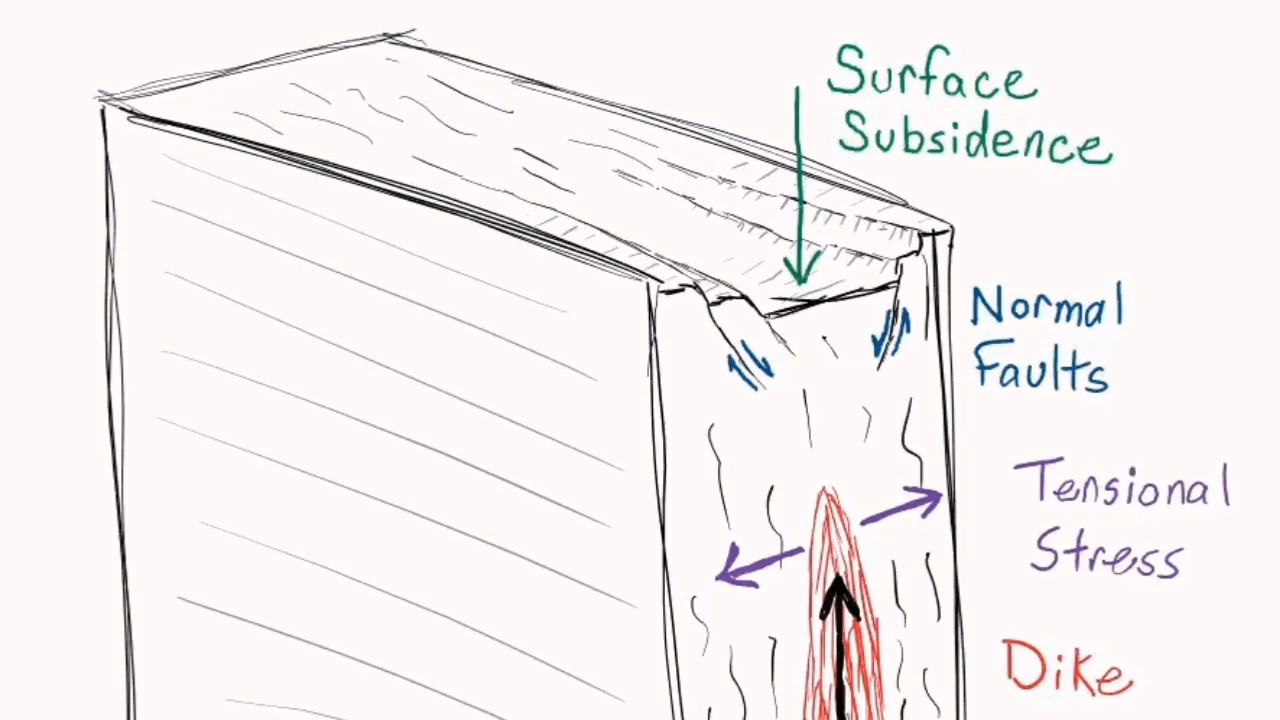 Surface
Subsidence
Normal
Faults
Tensional
Stress
Dike